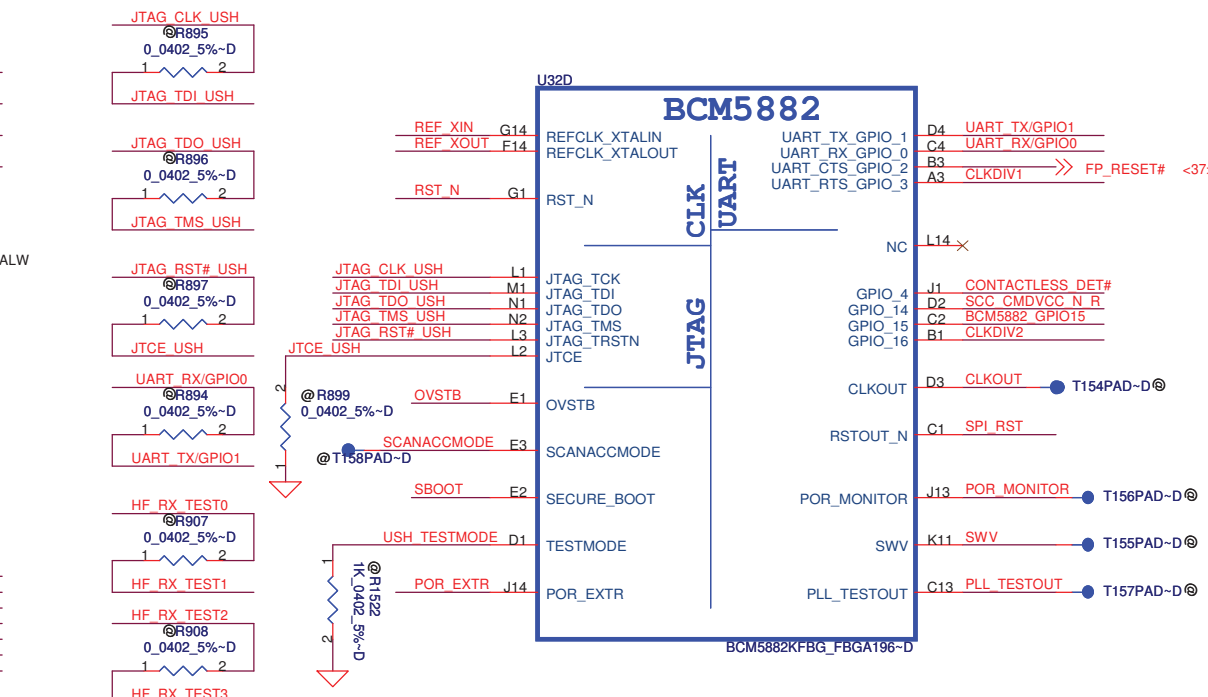 JTAG_CLK_USH
@R895
0_0402_5%~D
1 2
JTAG_TDI_USH
JTAG_TDO_USH
@R896
0_0402_5%~D
1 2
JTAG_TMS_USH
ALW
JTAG_RST#_USH
@R897
0_0402_5%~D
1 2
JTCE_USH
UART_RX/GPIO0
@R894
0_0402_5%~D
1 2
UART_TX/GPIO1
HF_RX_TEST0
@R907
0_0402_5%~D
1 2
HF_RX_TEST1
HF_RX_TEST2
@R908
0_0402_5%~D
1 2
HF_RX_TEST3
U32D
BCM5882
REF_XIN G14 REFCLK_XTALIN
REF_XOUT F14 REFCLK_XTALOUT
RST_N G1 RST_N
CLK
UART
JTAG_CLK_USH L1 JTAG_TCK
JTAG_TDI_USH M1 JTAG_TDI
JTAG_TDO_USH N1 JTAG_TDO
JTAG_TMS_USH N2 JTAG_TMS
JTAG_RST#_USH L3 JTAG_TRSTN
JTCE_USH L2 JTCE
JTAG
2
@R899
0_0402_5%~D
1
OVSTB E1 OVSTB
SCANACCMODE E3 SCANACCMODE
@T158PAD~D
SBOOT E2 SECURE_BOOT
USH_TESTMODE D1 TESTMODE
1
@R1522
1K_0402_5%~D
2
POR_EXTR J14 POR_EXTR
UART_TX_GPIO_1 D4 UART_TX/GPIO1
UART_RX_GPIO_0 C4 UART_RX/GPIO0
UART_CTS_GPIO_2 B3 FP_RESET# <37
UART_RTS_GPIO_3 A3 CLKDIV1
NC L14
GPIO_4 J1 CONTACTLESS_DET#
GPIO_14 D2 SCC_CMDVCC_N_R
GPIO_15 C2 BCM5882_GPIO15
GPIO_16 B1 CLKDIV2
CLKOUT D3 CLKOUT T154PAD~D@
RSTOUT_N C1 SPI_RST
POR_MONITOR J13 POR_MONITOR T156PAD~D@
SWV K11 SWV T155PAD~D@
PLL_TESTOUT C13 PLL_TESTOUT T157PAD~D@
BCM5882KFBG_FBGA196~D